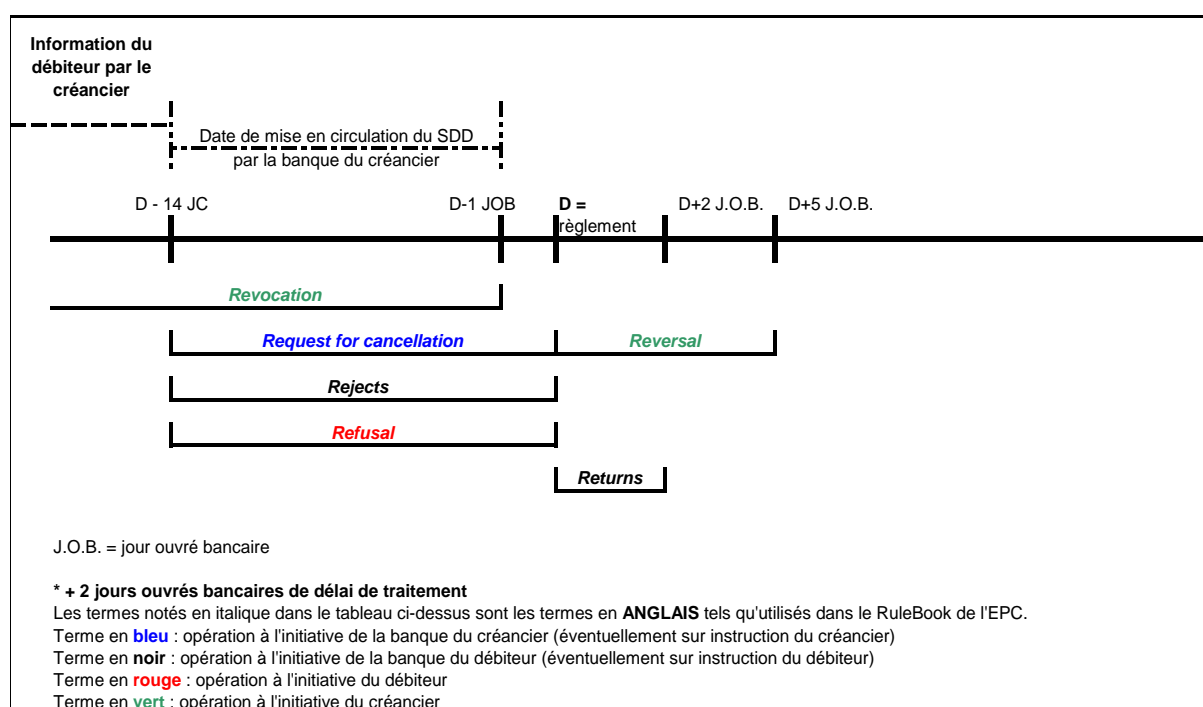 Information du
débiteur par le
créancier
Date de mise en circulation du SDD
par la banque du créancier
D - 14 JC
D-1 JOB
D =
règlement
D+2 J.O.B.
D+5 J.O.B.
Revocation
Request for cancellation
Reversal
Rejects
Refusal
Returns
J.O.B. = jour ouvré bancaire
* + 2 jours ouvrés bancaires de délai de traitement
Les termes notés en italique dans le tableau ci-dessus sont les termes en ANGLAIS tels qu'utilisés dans le RuleBook de l'EPC.
Terme en bleu : opération à l'initiative de la banque du créancier (éventuellement sur instruction du créancier)
Terme en noir : opération à l'initiative de la banque du débiteur (éventuellement sur instruction du débiteur)
Terme en rouge : opération à l'initiative du débiteur
Terme en vert : opération à l'initiative du créancier